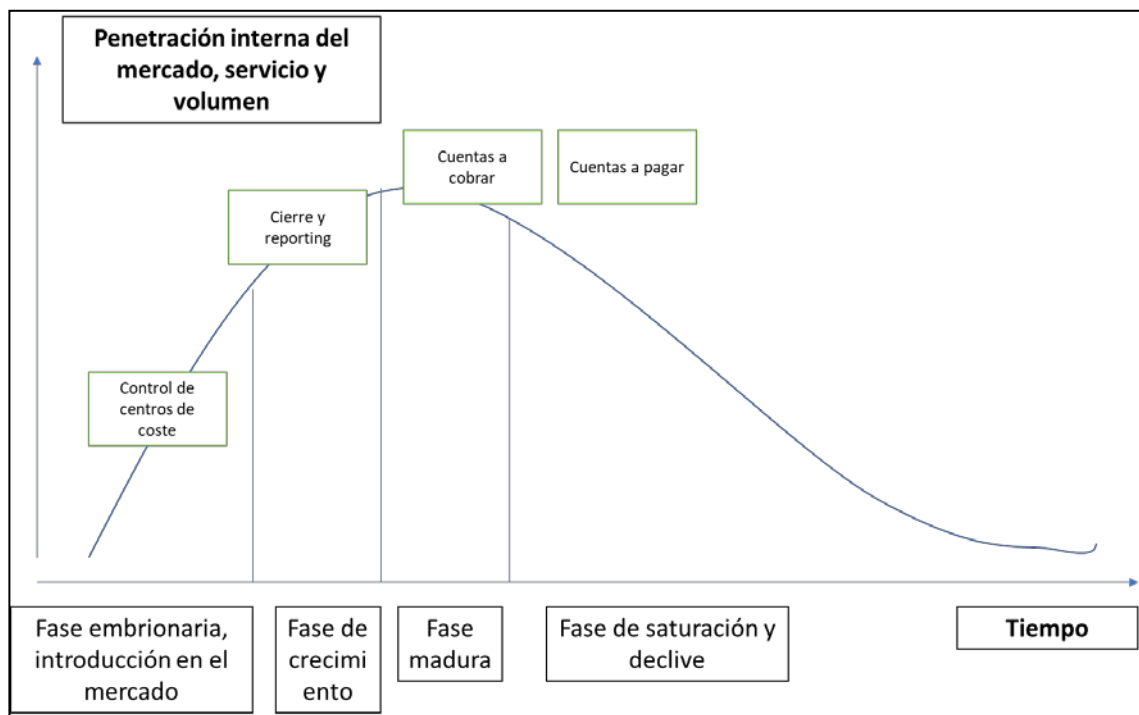 Penetración interna del
mercado, servicio y
volumen
Cuentas a
cobrar
Cuentas a pagar
Cierre y
reporting
Control de
centros de
coste
Fase embrionaria,
introducción en el
mercado
Fase de
crecimi
ento
Fase
madura
Fase de saturación y
declive
Tiempo